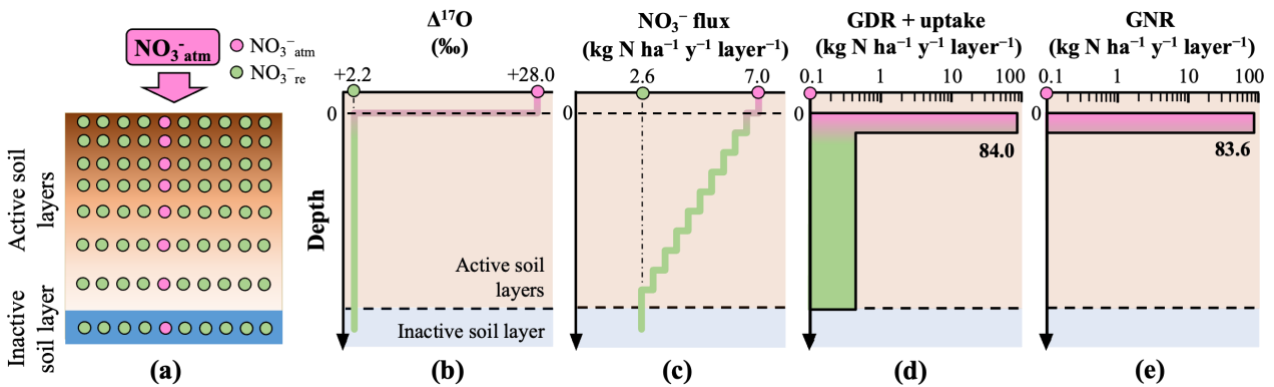 NO₃⁻atm
NO₃⁻atm
NO₃⁻re
Active soil
layers
Inactive
soil layer
(a)
Δ¹⁷O
(‰)
+2.2 +28.0
0
Depth
Active soil
layers
Inactive soil layer
(b)
NO₃⁻ flux
(kg N ha⁻¹ y⁻¹ layer⁻¹)
2.6 7.0
0
(c)
GDR + uptake
(kg N ha⁻¹ y⁻¹ layer⁻¹)
0.1 1 10 100
0
84.0
(d)
GNR
(kg N ha⁻¹ y⁻¹ layer⁻¹)
0.1 1 10 100
0
83.6
(e)